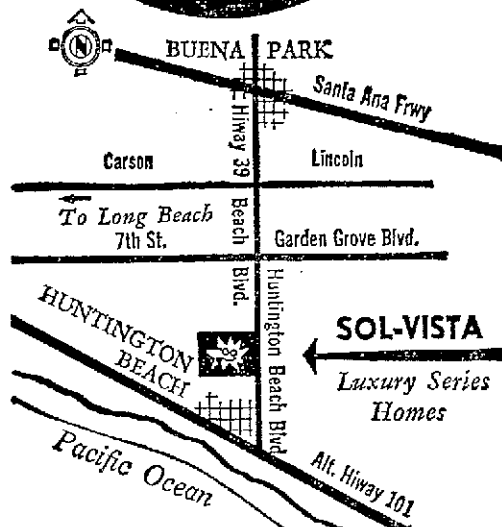 N
BUENA PARK
Santa Ana Frwy
Hiway 39
Carson
Lincoln
To Long Beach
7th St.
Beach Blvd.
Garden Grove Blvd.
HUNTINGTON
BEACH
Huntington Beach Blvd
SOL-VISTA
Luxury Series
Homes
Alt. Hiway 101
Pacific Ocean